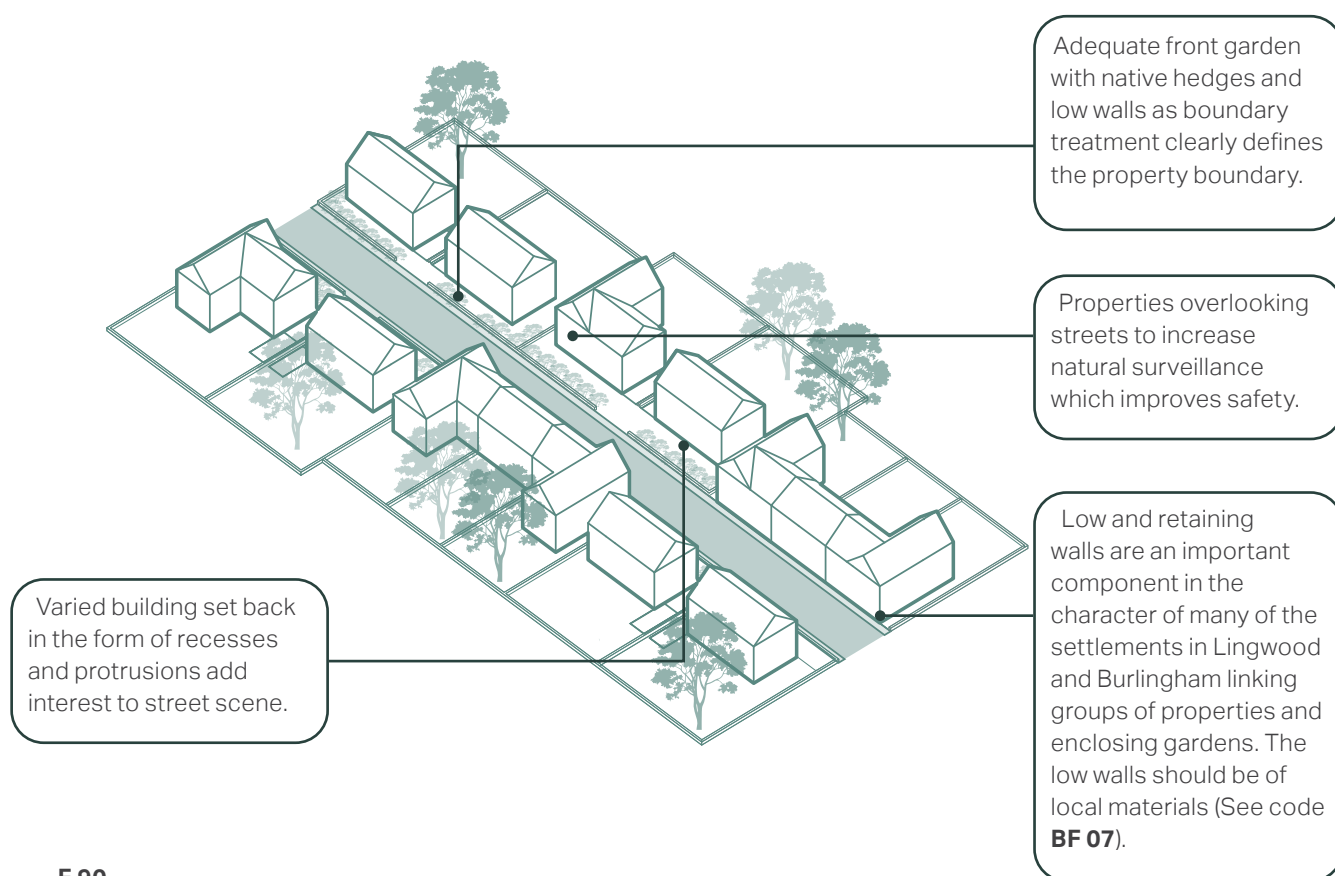 Adequate front garden
with native hedges and
low walls as boundary
treatment clearly defines
the property boundary.
Properties overlooking
streets to increase
natural surveillance
which improves safety.
Low and retaining
walls are an important
component in the
character of many of the
settlements in Lingwood
and Burlingham linking
groups of properties and
enclosing gardens. The
low walls should be of
local materials (See code
BF 07).
Varied building set back
in the form of recesses
and protrusions add
interest to street scene.